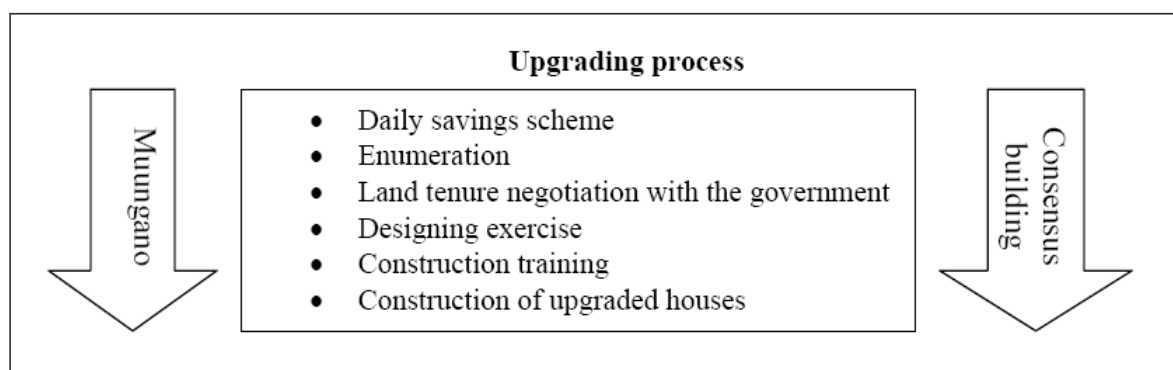 Upgrading process
Muungano
• Daily savings scheme
• Enumeration
• Land tenure negotiation with the government
• Designing exercise
• Construction training
• Construction of upgraded houses
Consensus
building